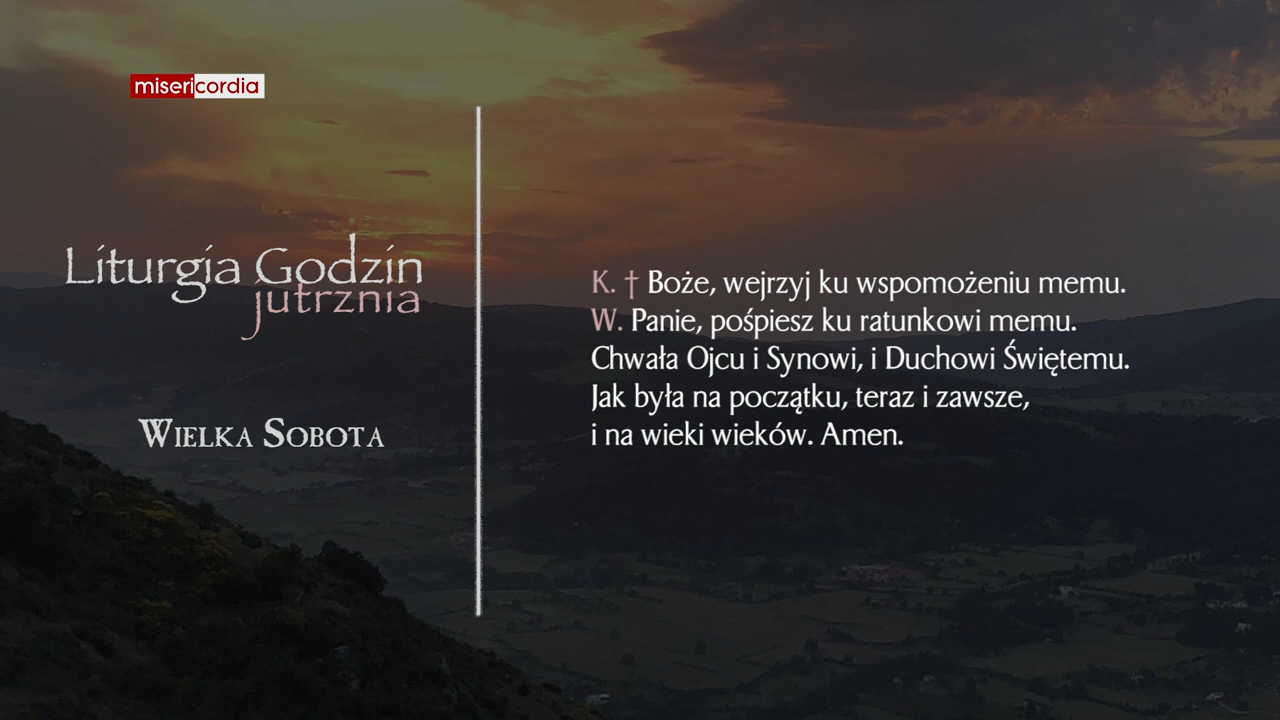 misericordia
Liturgia Godzin
jutrznia
Wielka Sobota
K. † Boże, wejrzyj ku wspomożeniu memu.
W. Panie, pośpiesz ku ratunkowi memu.
Chwała Ojcu i Synowi, i Duchowi Świętemu.
Jak była na początku, teraz i zawsze,
i na wieki wieków. Amen.